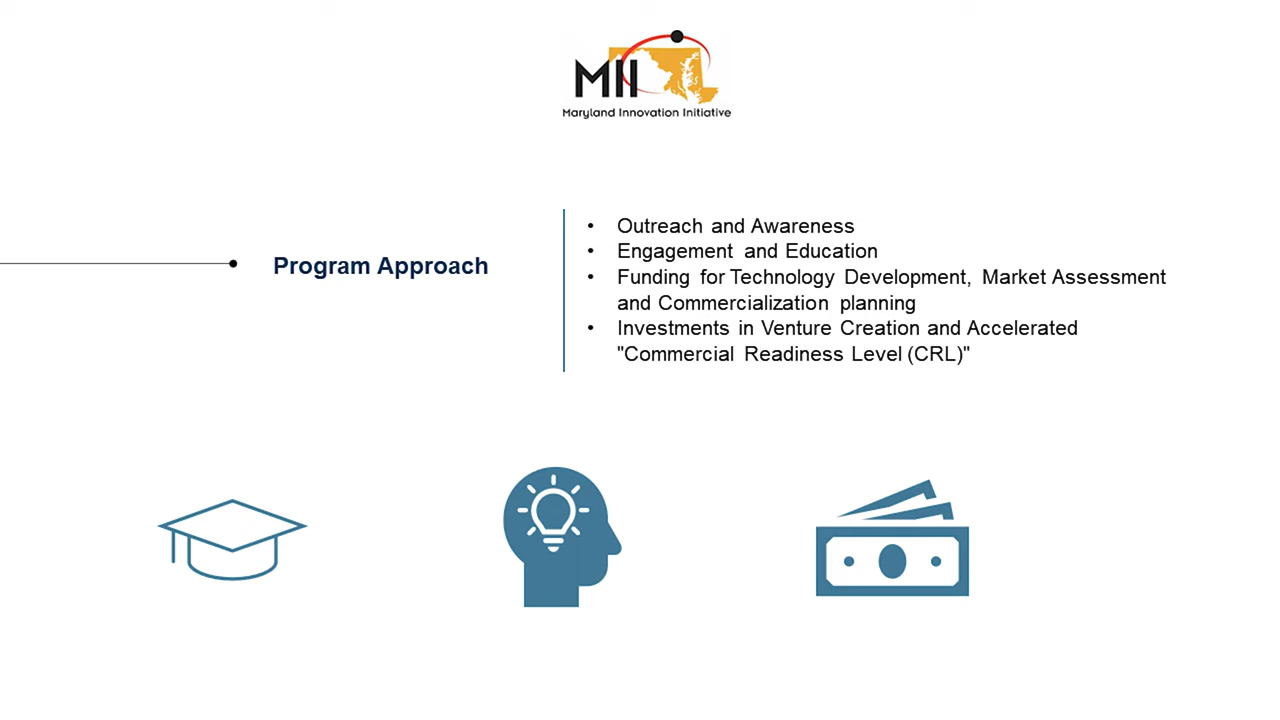 MII
Maryland Innovation Initiative
Program Approach
• Outreach and Awareness
• Engagement and Education
• Funding for Technology Development, Market Assessment
and Commercialization planning
• Investments in Venture Creation and Accelerated
"Commercial Readiness Level (CRL)"